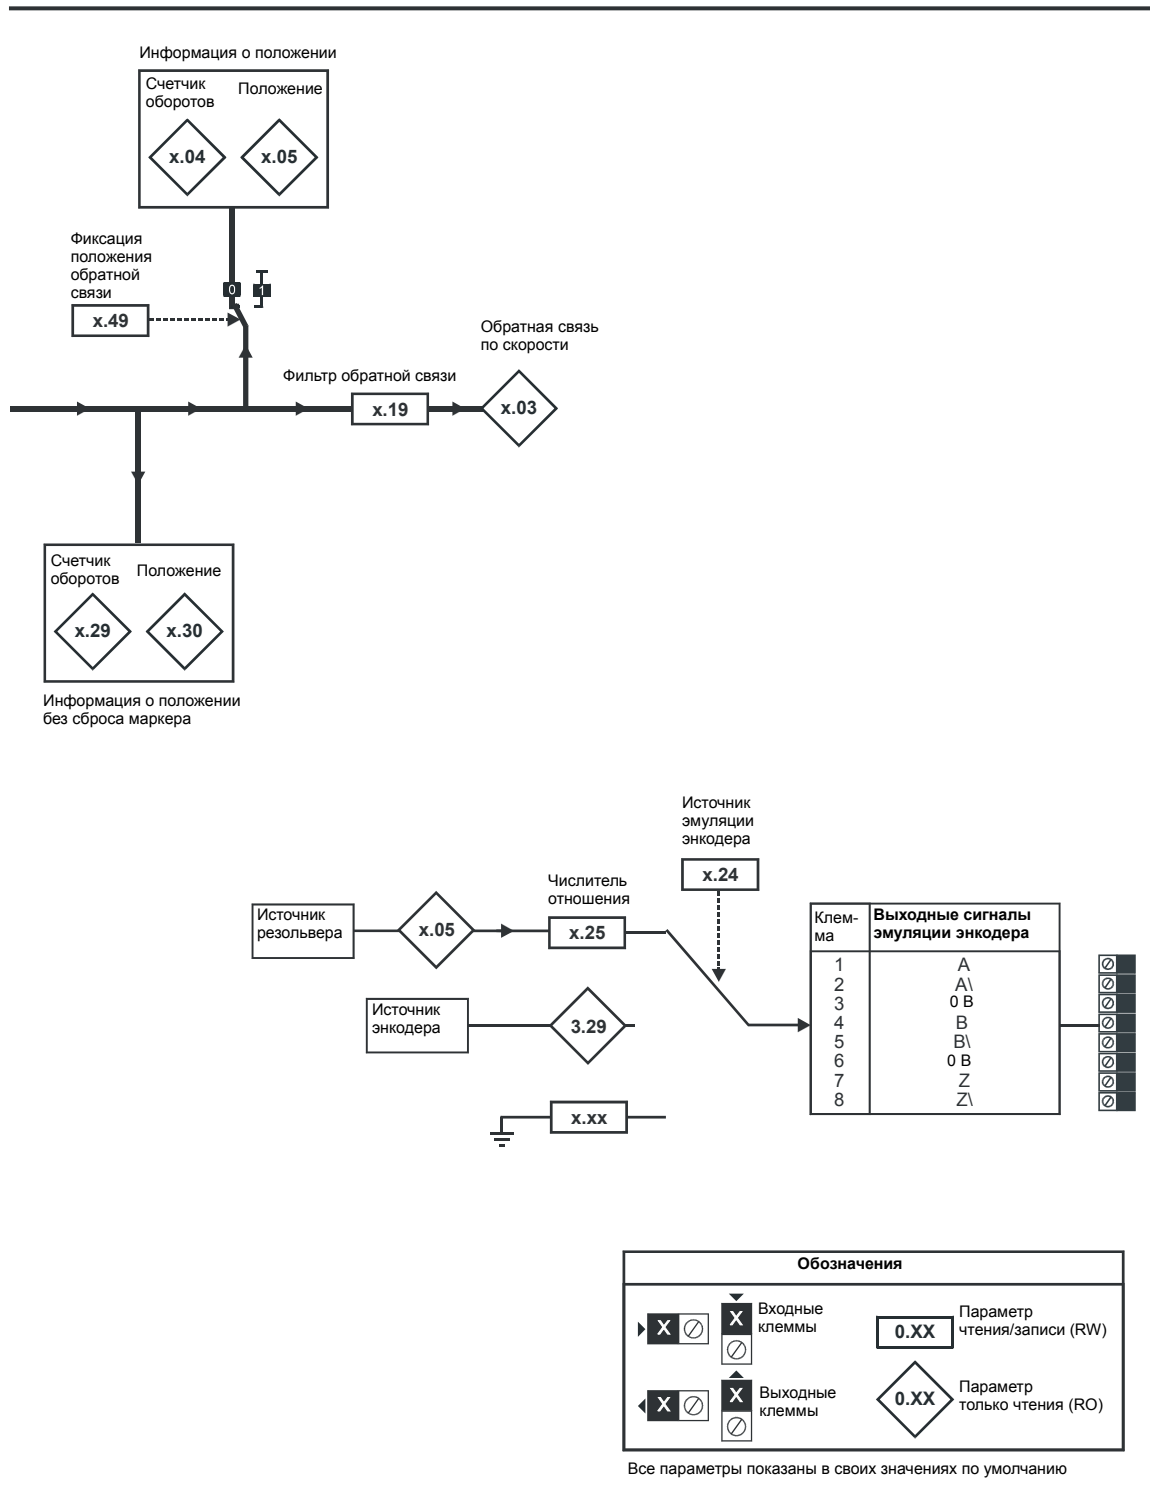 Информация о положении
Счетчик
оборотов
Положение
x.04
x.05
Фиксация
положения
обратной
связи
0
1
x.49
Обратная связь
по скорости
Фильтр обратной связи
x.19
x.03
Счетчик
оборотов
Положение
x.29
x.30
Информация о положении
без сброса маркера
Источник
эмуляции
энкодера
x.24
Числитель
отношения
Источник
резольвера
x.05
x.25
Источник
энкодера
3.29
x.xx
Клем-
ма
Выходные сигналы
эмуляции энкодера
1 A
2 A\
3 0 В
4 B
5 B\
6 0 В
7 Z
8 Z\
Обозначения
X
X
Входные
клеммы
0.XX
Параметр
чтения/записи (RW)
X
X
Выходные
клеммы
0.XX
Параметр
только чтения (RO)
Все параметры показаны в своих значениях по умолчанию